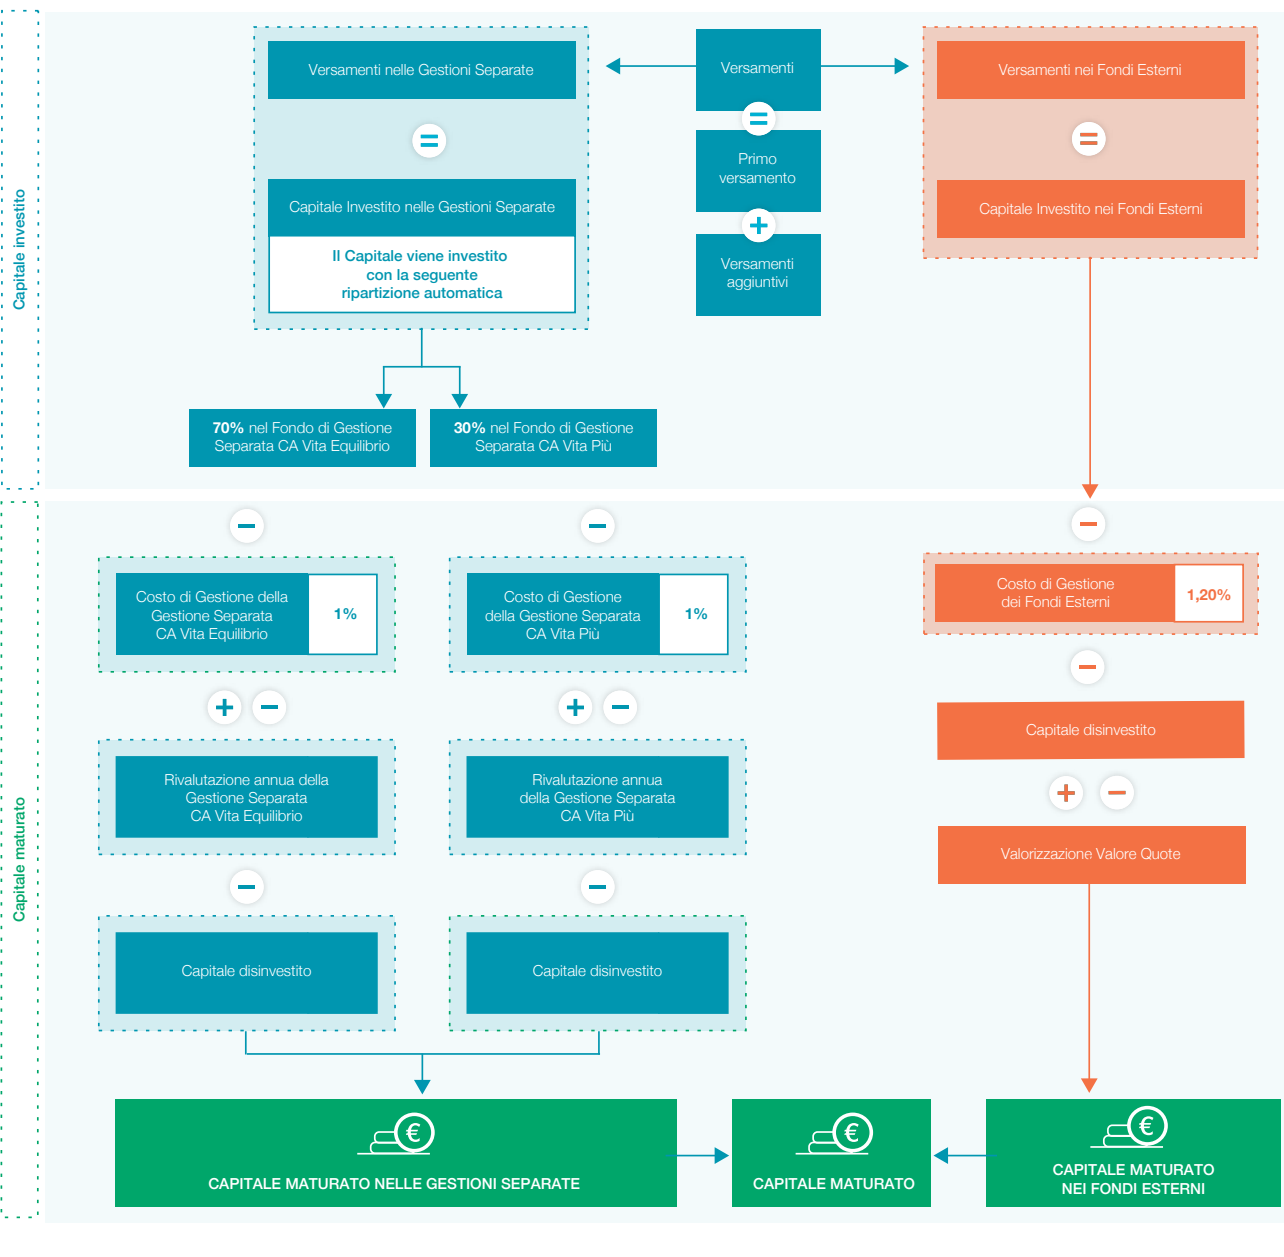 Capitale investito
Versamenti nelle Gestioni Separate
=
Capitale Investito nelle Gestioni Separate
Il Capitale viene investito
con la seguente
ripartizione automatica
70% nel Fondo di Gestione
Separata CA Vita Equilibrio
30% nel Fondo di Gestione
Separata CA Vita Più
Versamenti
=
Primo
versamento
+
Versamenti
aggiuntivi
Versamenti nei Fondi Esterni
=
Capitale Investito nei Fondi Esterni
Capitale maturato
−
Costo di Gestione della
Gestione Separata
CA Vita Equilibrio
1%
+ −
Rivalutazione annua della
Gestione Separata
CA Vita Equilibrio
−
Capitale disinvestito
−
Costo di Gestione
della Gestione Separata
CA Vita Più
1%
+ −
Rivalutazione annua
della Gestione Separata
CA Vita Più
−
Capitale disinvestito
−
Costo di Gestione
dei Fondi Esterni
1,20%
−
Capitale disinvestito
+ −
Valorizzazione Valore Quote
€
CAPITALE MATURATO NELLE GESTIONI SEPARATE
€
CAPITALE MATURATO
€
CAPITALE MATURATO
NEI FONDI ESTERNI